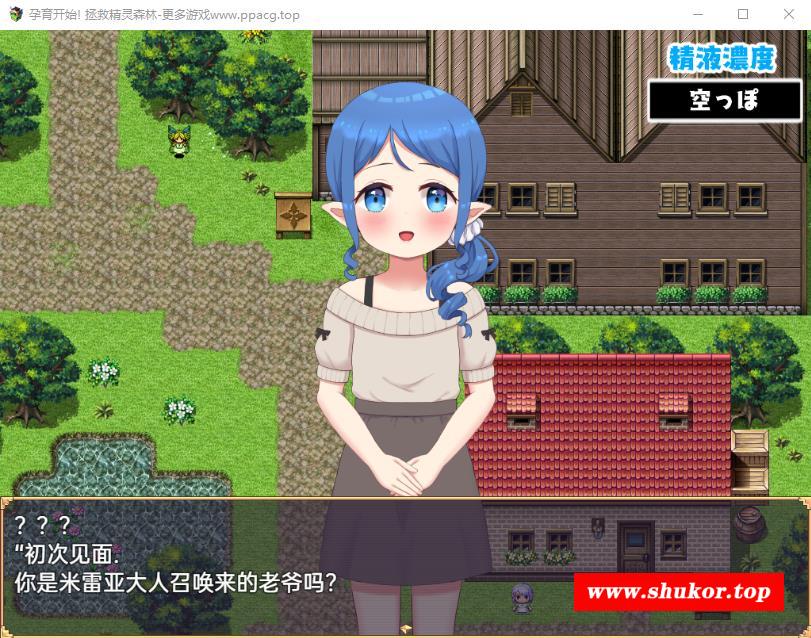 孕育开始! 拯救精灵森林-更多游戏www.ppacg.top
精液濃度
空っぽ
？？？
“初次见面.
你是米雷亚大人召唤来的老爷吗?
www.shukor.top